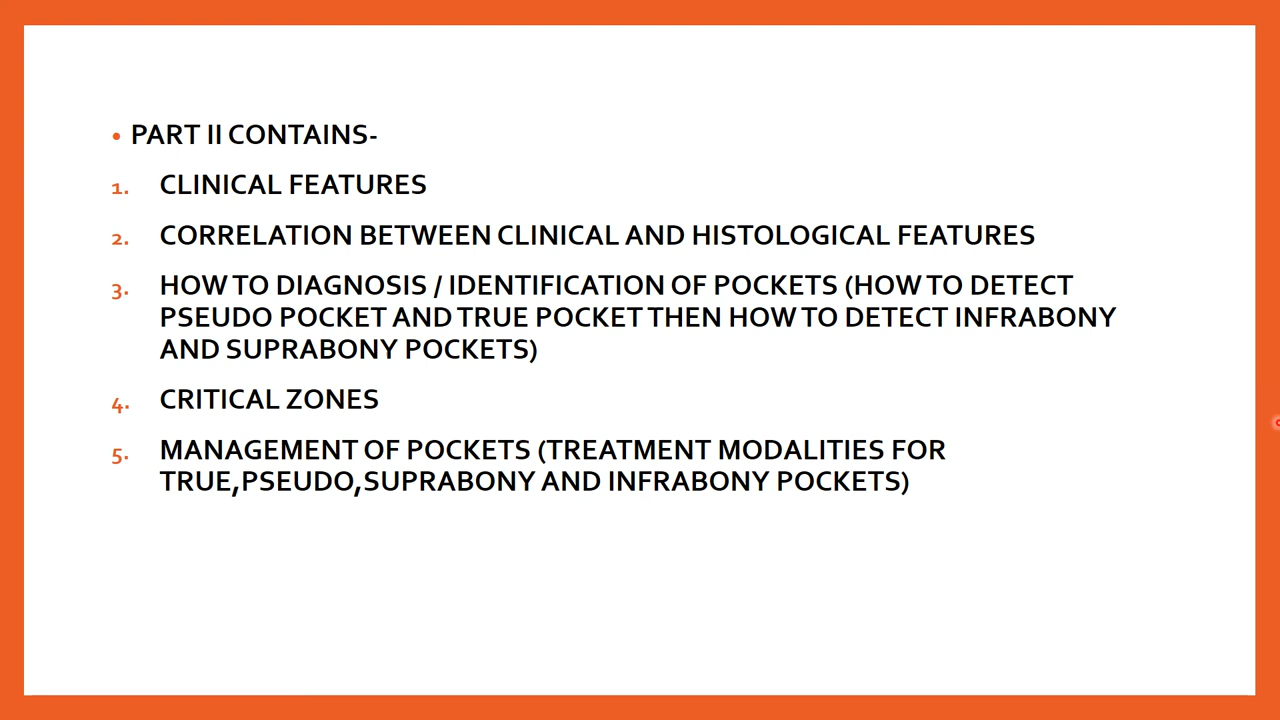 • PART II CONTAINS-
1. CLINICAL FEATURES
2. CORRELATION BETWEEN CLINICAL AND HISTOLOGICAL FEATURES
3. HOW TO DIAGNOSIS / IDENTIFICATION OF POCKETS (HOW TO DETECT
PSEUDO POCKET AND TRUE POCKET THEN HOW TO DETECT INFRABONY
AND SUPRABONY POCKETS)
4. CRITICAL ZONES
5. MANAGEMENT OF POCKETS (TREATMENT MODALITIES FOR
TRUE,PSEUDO,SUPRABONY AND INFRABONY POCKETS)